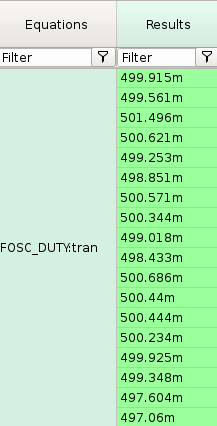 Equations Results
Filter Filter
499.915m
499.561m
501.496m
500.621m
499.253m
498.851m
500.571m
500.344m
499.018m
FOSC_DUTY:tran
498.433m
500.686m
500.44m
500.444m
500.234m
499.925m
499.348m
497.604m
497.06m